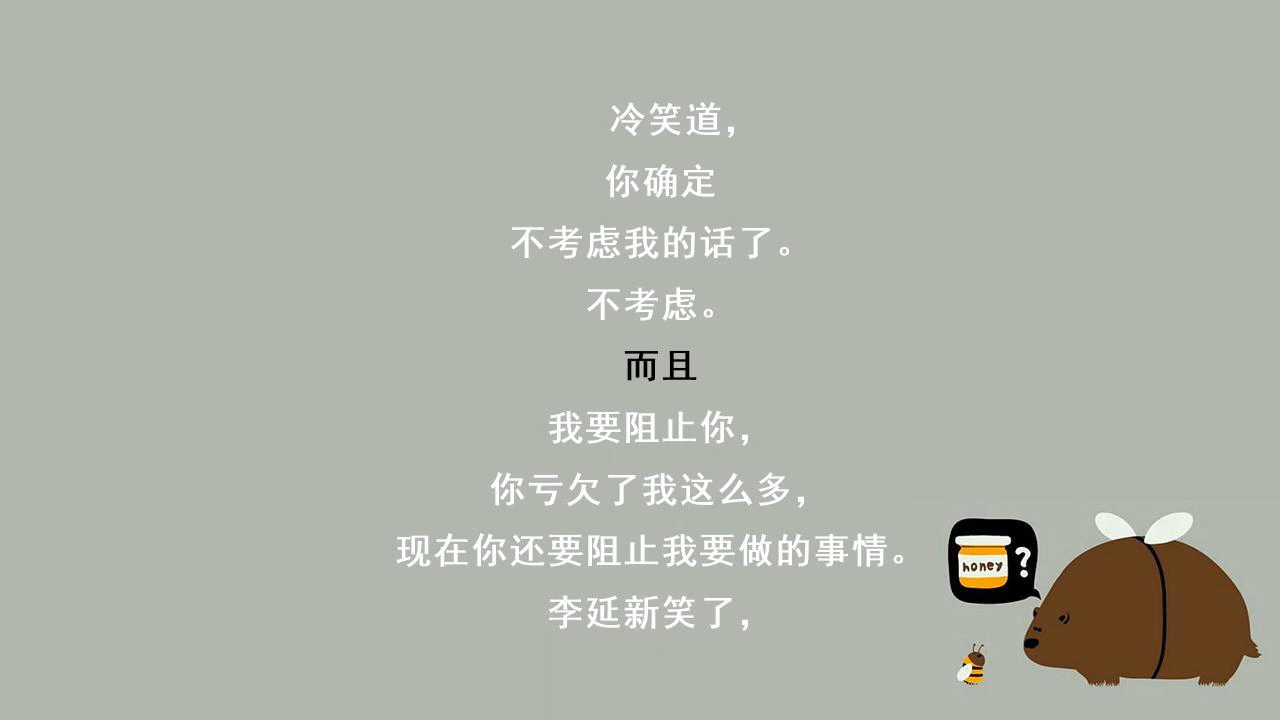 冷笑道，
你确定
不考虑我的话了。
不考虑。
而且
我要阻止你，
你亏欠了我这么多，
现在你还要阻止我要做的事情。
李延新笑了，
honey ?